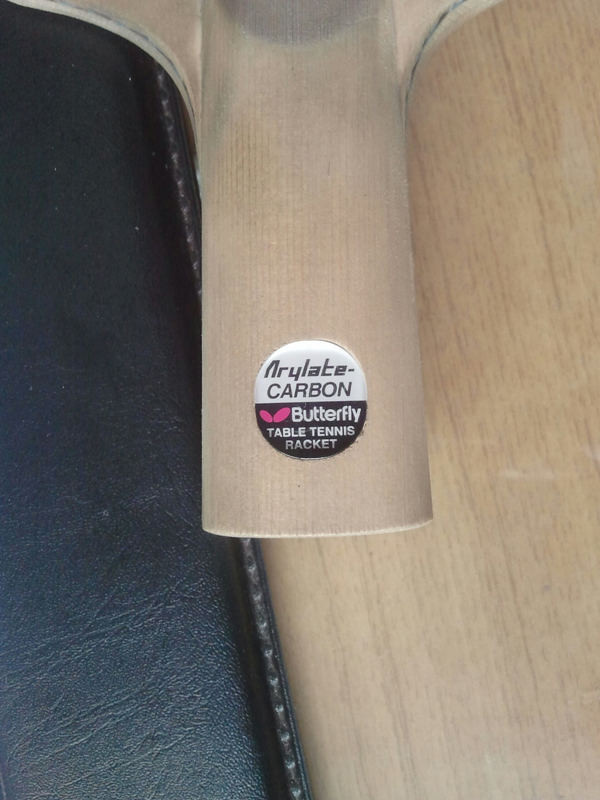 Arylate-
CARBON
Butterfly
TABLE TENNIS
RACKET